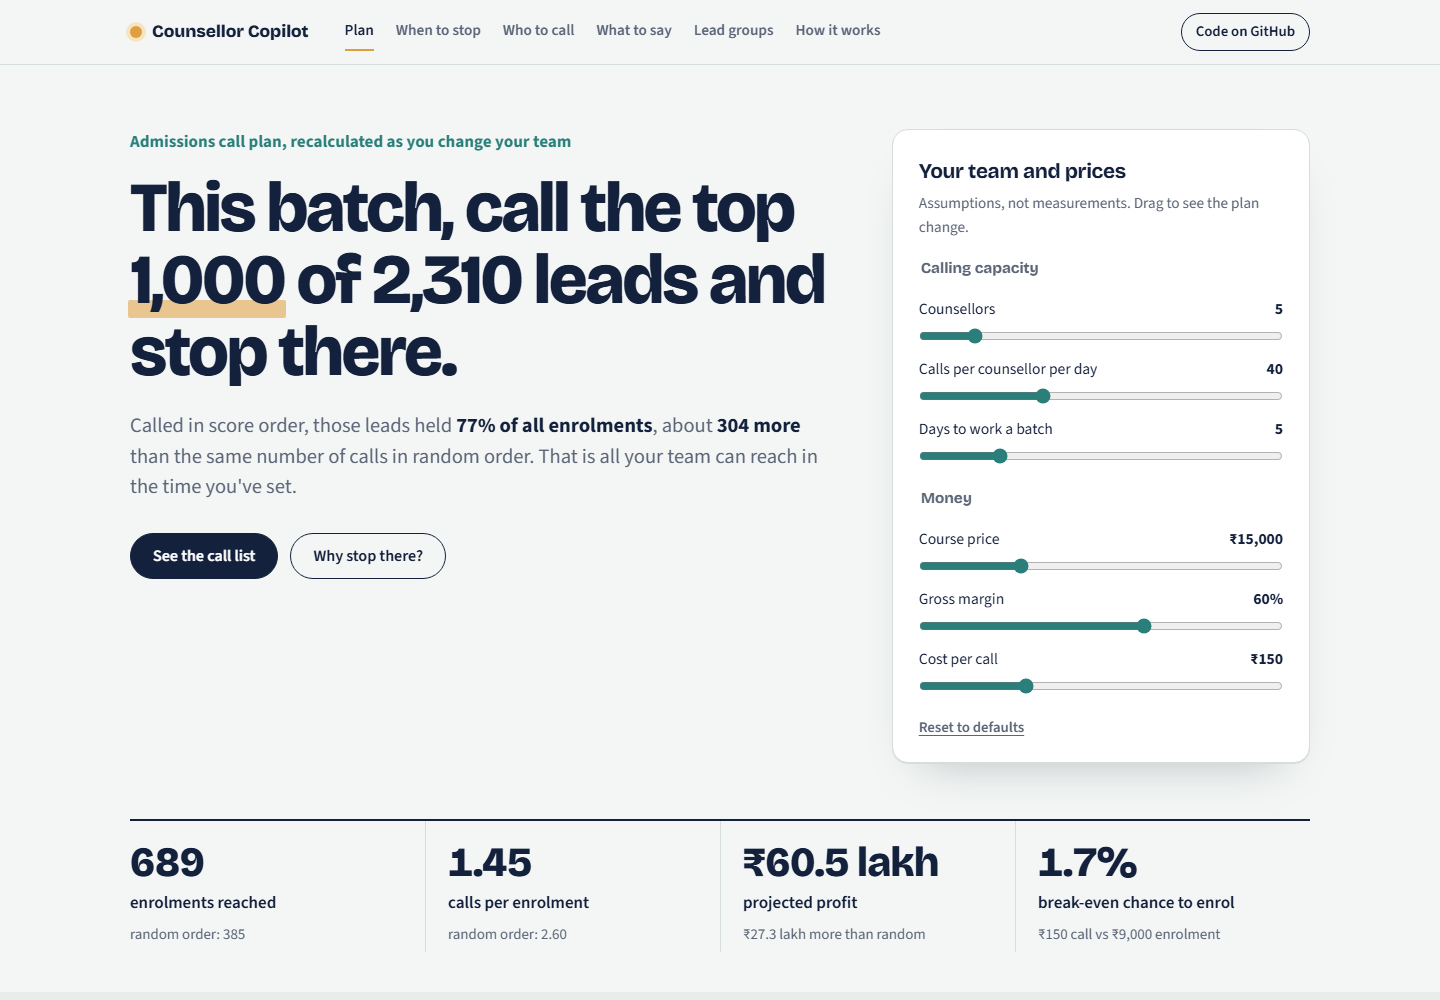 Counsellor Copilot
Plan
When to stop
Who to call
What to say
Lead groups
How it works
Code on GitHub
Admissions call plan, recalculated as you change your team
This batch, call the top
1,000 of 2,310 leads and
stop there.
Called in score order, those leads held 77% of all enrolments, about 304 more
than the same number of calls in random order. That is all your team can reach in
the time you've set.
See the call list
Why stop there?
Your team and prices
Assumptions, not measurements. Drag to see the plan
change.
Calling capacity
Counsellors 5
Calls per counsellor per day 40
Days to work a batch 5
Money
Course price ₹15,000
Gross margin 60%
Cost per call ₹150
Reset to defaults
689
enrolments reached
random order: 385
1.45
calls per enrolment
random order: 2.60
₹60.5 lakh
projected profit
₹27.3 lakh more than random
1.7%
break-even chance to enrol
₹150 call vs ₹9,000 enrolment